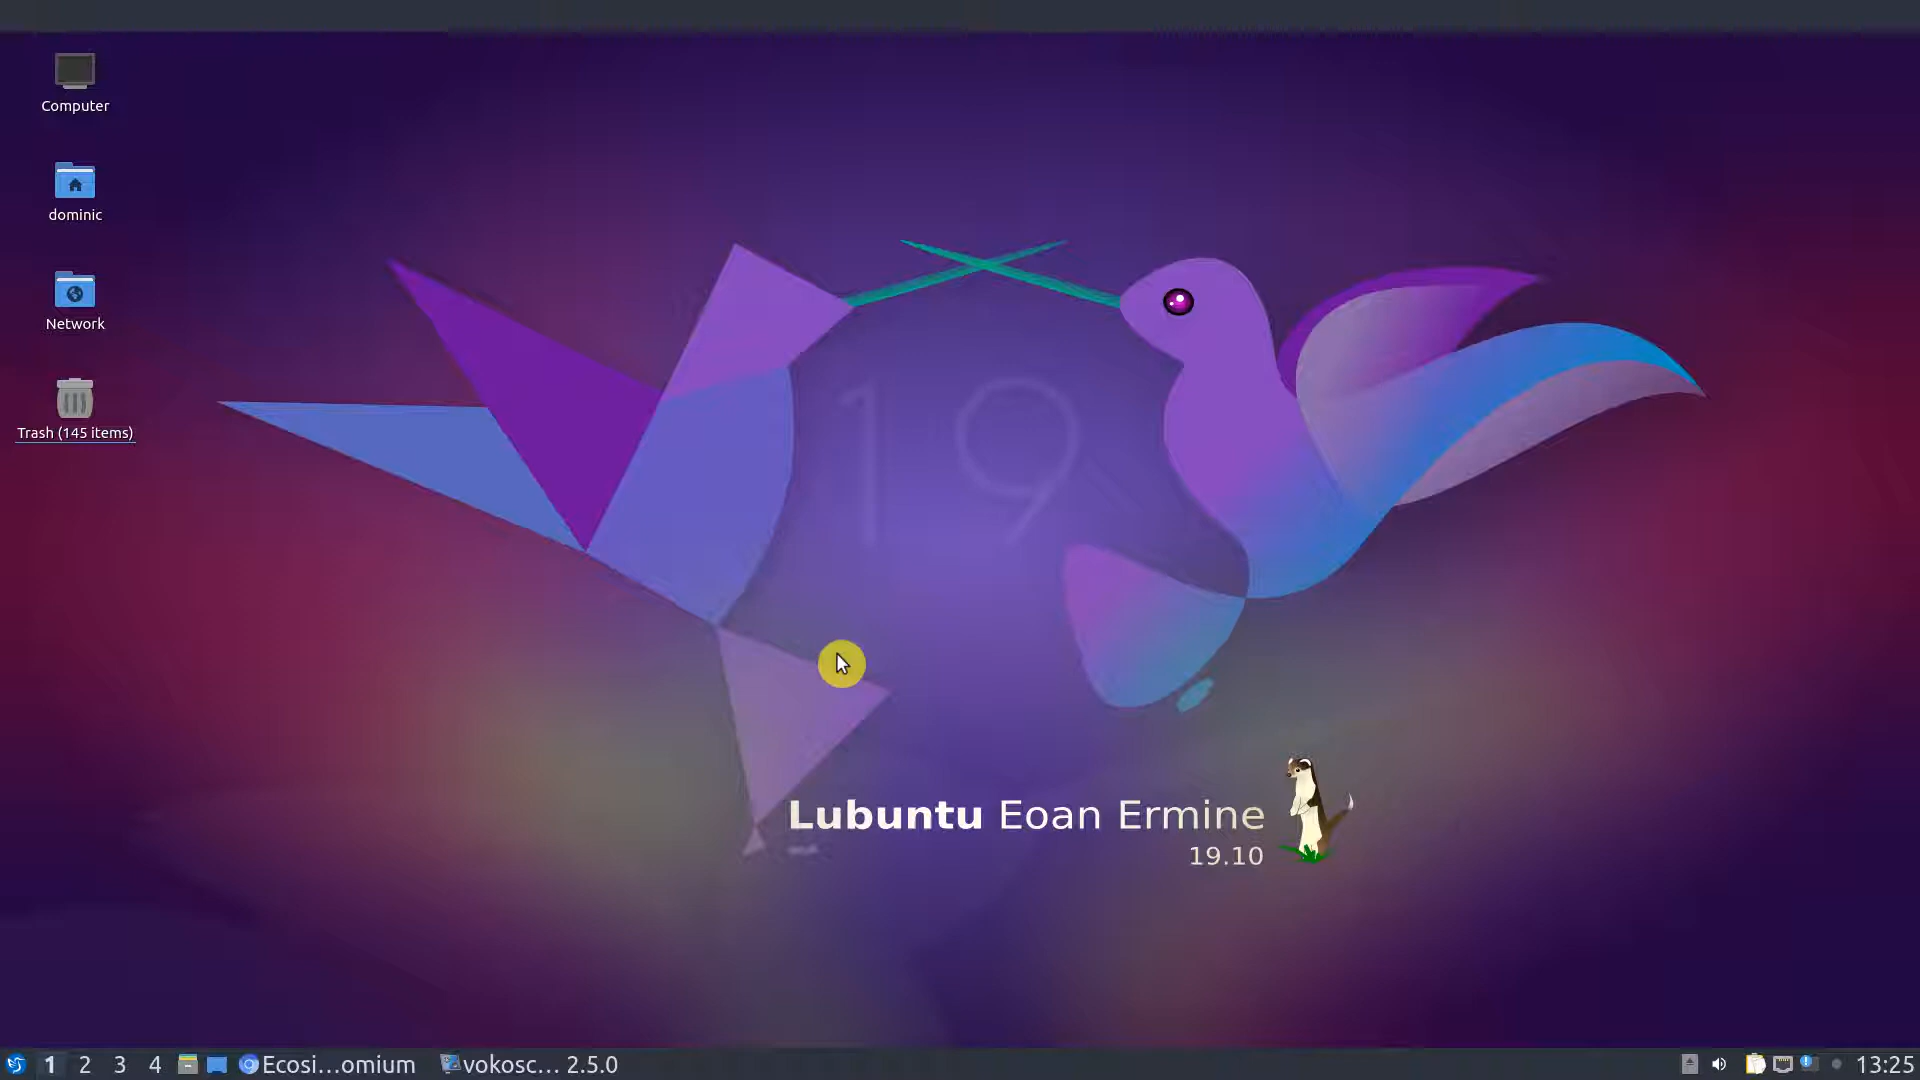 Computer
dominic
Network
Trash (145 items)
19
Lubuntu Eoan Ermine
19.10
1 2 3 4 Ecosi...omium vokosc... 2.5.0 13:25